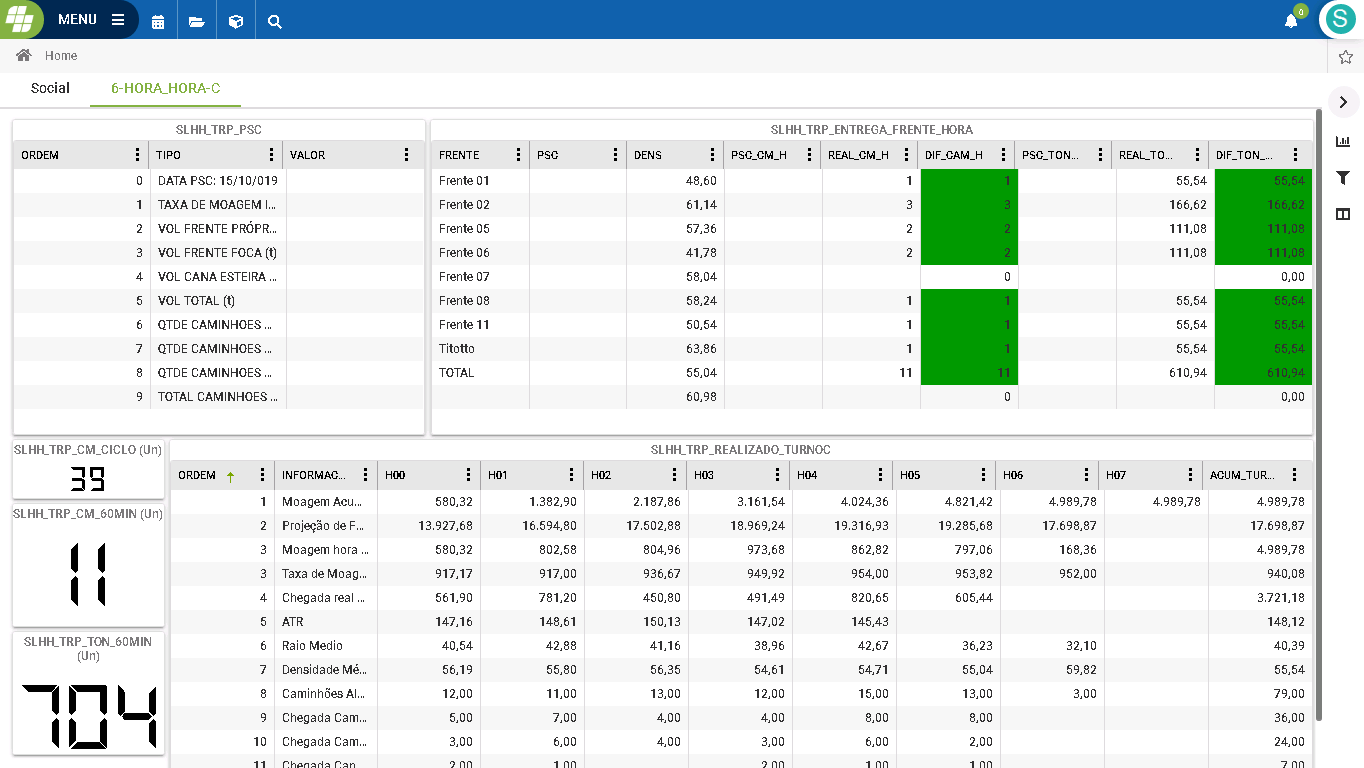 MENU
0
S
Home
Social 6-HORA_HORA-C
SLHH_TRP_PSC
ORDEM TIPO VALOR
0 DATA PSC: 15/10/019
1 TAXA DE MOAGEM I...
2 VOL FRENTE PRÓPR...
3 VOL FRENTE FOCA (t)
4 VOL CANA ESTEIRA ...
5 VOL TOTAL (t)
6 QTDE CAMINHOES ...
7 QTDE CAMINHOES ...
8 QTDE CAMINHOES ...
9 TOTAL CAMINHOES ...
SLHH_TRP_ENTREGA_FRENTE_HORA
FRENTE PSC DENS PSC_CM_H REAL_CM_H DIF_CAM_H PSC_TON... REAL_TO... DIF_TON_...
Frente 01 48,60 1 1 55,54 55,54
Frente 02 61,14 3 3 166,62 166,62
Frente 05 57,36 2 2 111,08 111,08
Frente 06 41,78 2 2 111,08 111,08
Frente 07 58,04 0 0,00
Frente 08 58,24 1 1 55,54 55,54
Frente 11 50,54 1 1 55,54 55,54
Titotto 63,86 1 1 55,54 55,54
TOTAL 55,04 11 11 610,94 610,94
60,98 0 0,00
SLHH_TRP_CM_CICLO (Un)
39
SLHH_TRP_CM_60MIN (Un)
11
SLHH_TRP_TON_60MIN
(Un)
704
SLHH_TRP_REALIZADO_TURNOC
ORDEM INFORMAC... H00 H01 H02 H03 H04 H05 H06 H07 ACUM_TUR...
1 Moagem Acu... 580,32 1.382,90 2.187,86 3.161,54 4.024,36 4.821,42 4.989,78 4.989,78 4.989,78
2 Projeção de F... 13.927,68 16.594,80 17.502,88 18.969,24 19.316,93 19.285,68 17.698,87 17.698,87
3 Moagem hora ... 580,32 802,58 804,96 973,68 862,82 797,06 168,36 4.989,78
3 Taxa de Moag... 917,17 917,00 936,67 949,92 954,00 953,82 952,00 940,08
4 Chegada real ... 561,90 781,20 450,80 491,49 820,65 605,44 3.721,18
5 ATR 147,16 148,61 150,13 147,02 145,43 148,12
6 Raio Medio 40,54 42,88 41,16 38,96 42,67 36,23 32,10 40,39
7 Densidade Mé... 56,19 55,80 56,35 54,61 54,71 55,04 59,82 55,54
8 Caminhões Al... 12,00 11,00 13,00 12,00 15,00 13,00 3,00 79,00
9 Chegada Cam... 5,00 7,00 4,00 4,00 8,00 8,00 36,00
10 Chegada Cam... 3,00 6,00 4,00 3,00 6,00 2,00 24,00
11 Chegada Can... 2,00 1,00 2,00 1,00 1,00 7,00